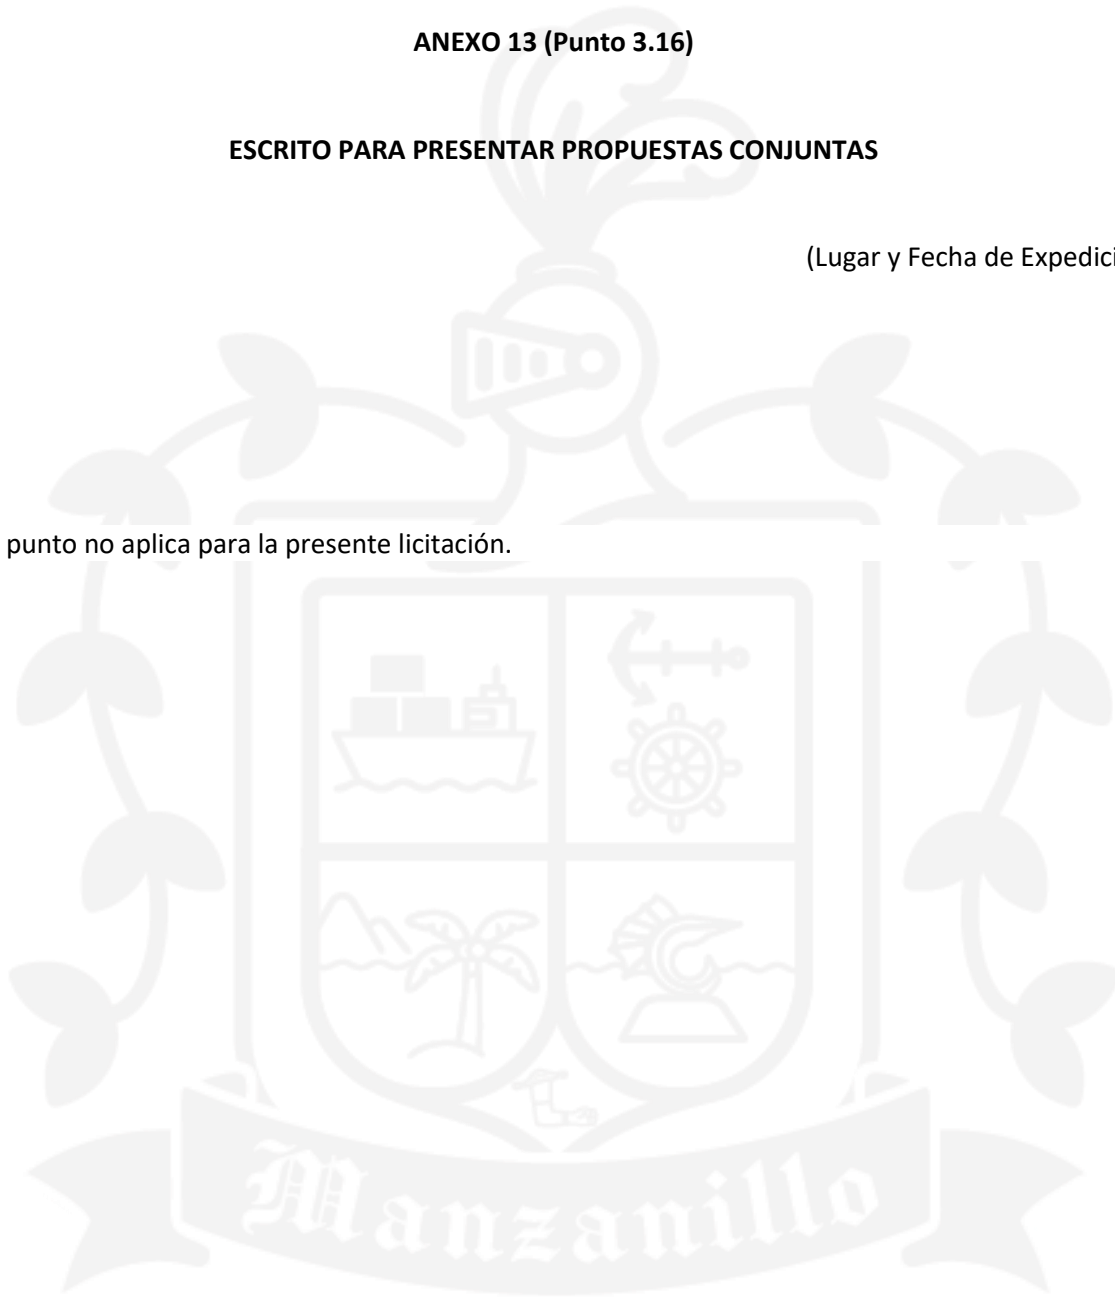 ANEXO 13 (Punto 3.16)
ESCRITO PARA PRESENTAR PROPUESTAS CONJUNTAS
(Lugar y Fecha de Expedici
punto no aplica para la presente licitación.
Manzanillo